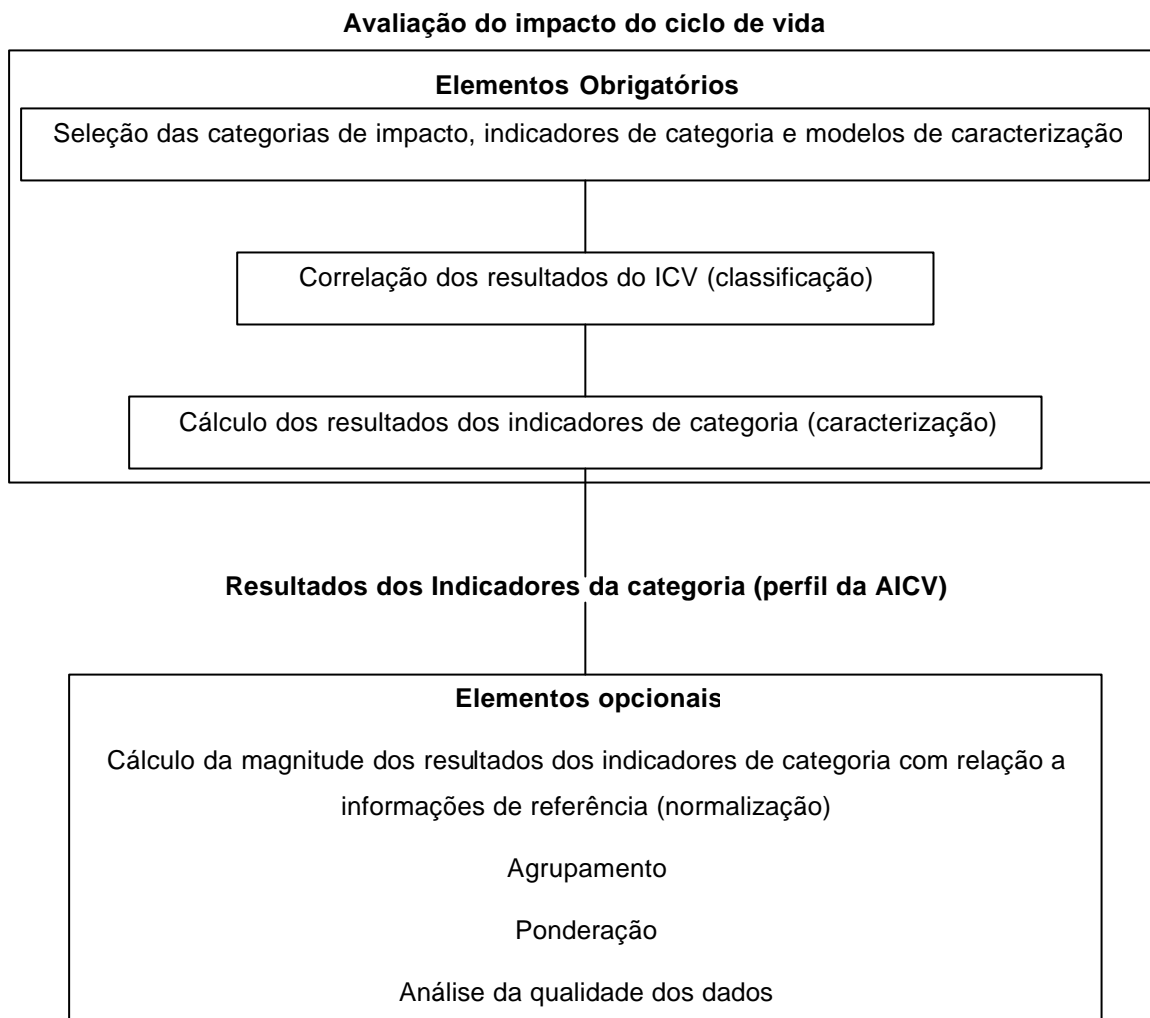 Avaliação do impacto do ciclo de vida
Elementos Obrigatórios
Seleção das categorias de impacto, indicadores de categoria e modelos de caracterização
Correlação dos resultados do ICV (classificação)
Cálculo dos resultados dos indicadores de categoria (caracterização)
Resultados dos Indicadores da categoria (perfil da AICV)
Elementos opcionais
Cálculo da magnitude dos resultados dos indicadores de categoria com relação a
informações de referência (normalização)
Agrupamento
Ponderação
Análise da qualidade dos dados